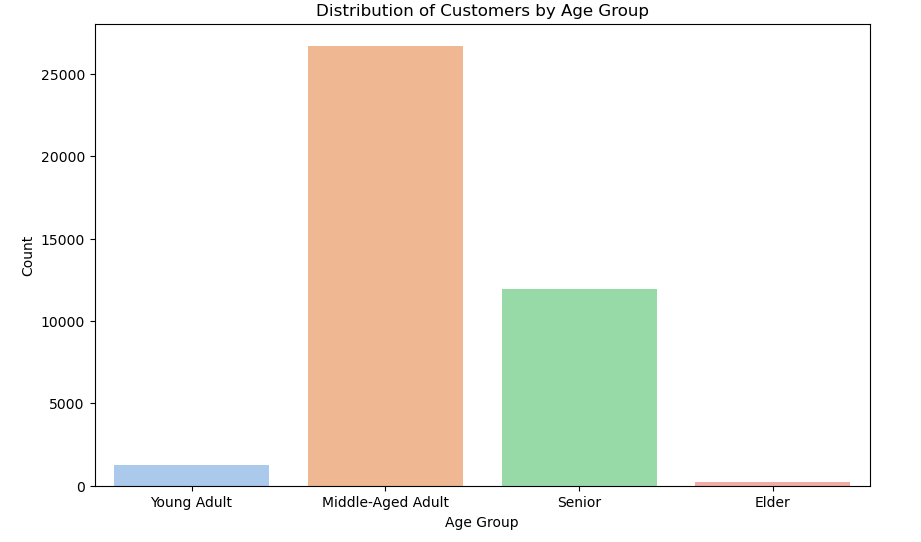 Distribution of Customers by Age Group
25000
20000
15000
10000
5000
0
Count
Young Adult Middle-Aged Adult Senior Elder
Age Group